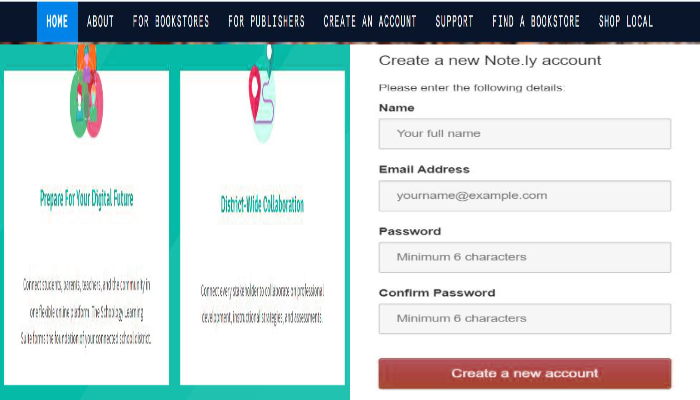 HOME ABOUT FOR BOOKSTORES FOR PUBLISHERS CREATE AN ACCOUNT SUPPORT FIND A BOOKSTORE SHOP LOCAL
Prepare For Your Digital Future
Connect students, parents, teachers, and the community in
one flexible online platform. The Schoology Learning
Suite forms the foundation of your connected school district.
District-Wide Collaboration
Connect every stakeholder to collaborate on professional
development, instructional strategies, and assessments.
Create a new Note.ly account
Please enter the following details:
Name
Your full name
Email Address
yourname@example.com
Password
Minimum 6 characters
Confirm Password
Minimum 6 characters
Create a new account